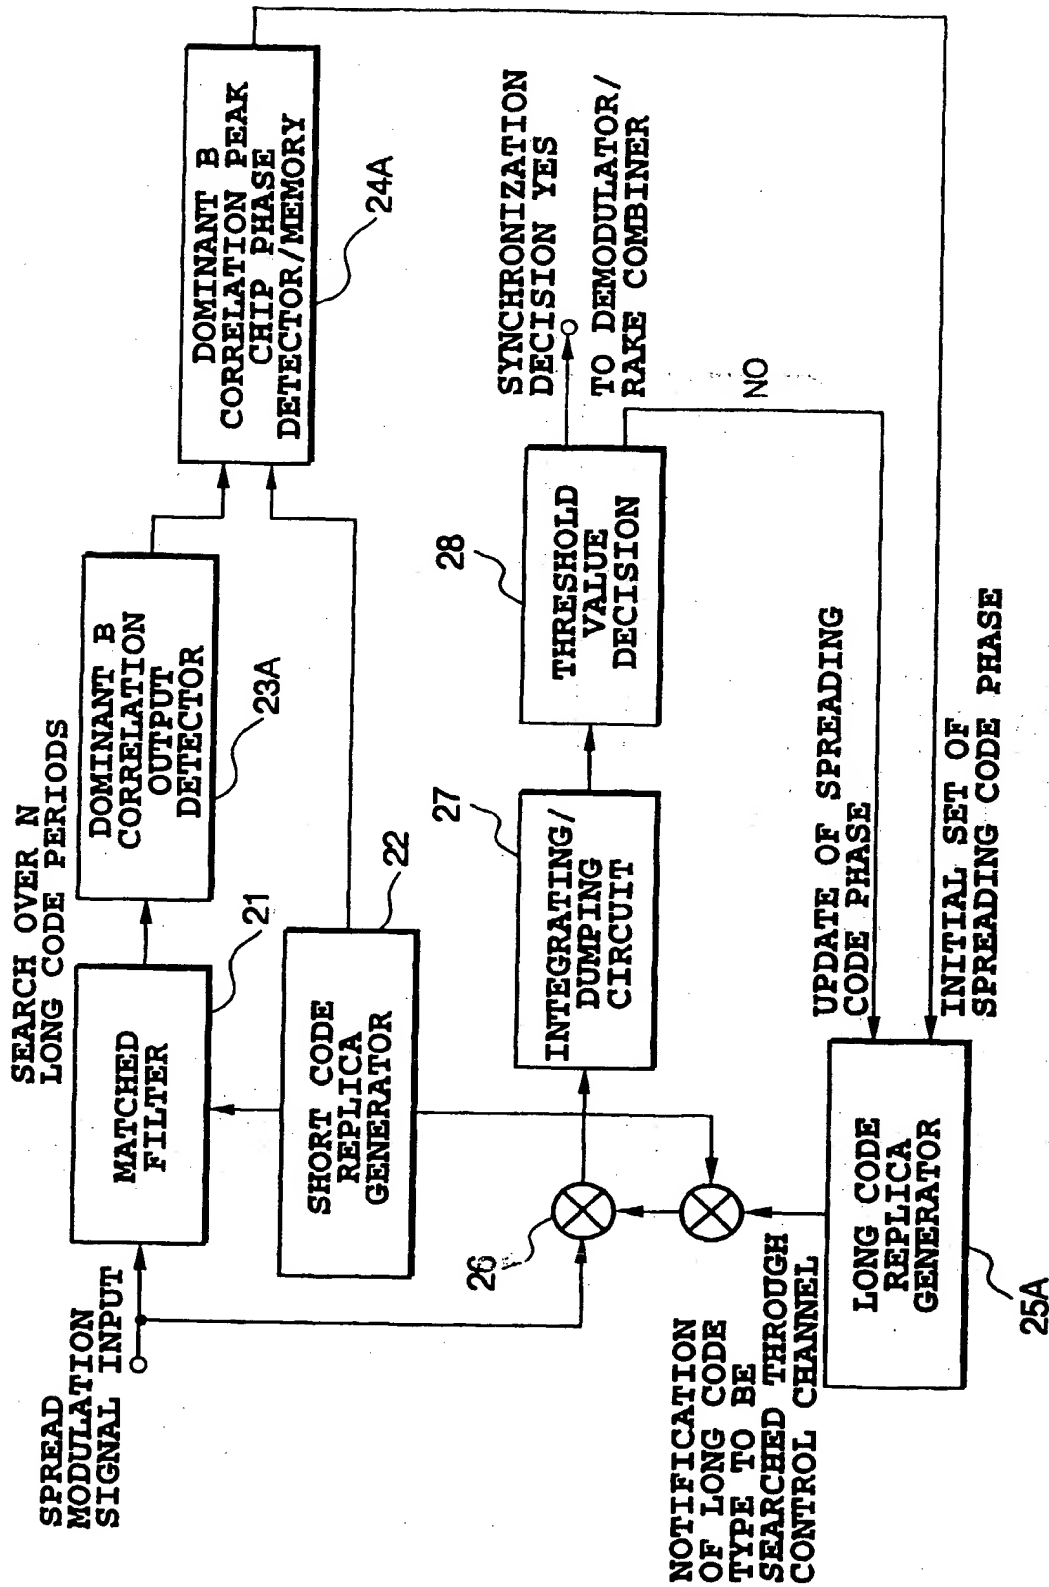 SPREAD
MODULATION
SIGNAL INPUT
MATCHED
FILTER
21
SEARCH OVER N
LONG CODE PERIODS
DOMINANT B
CORRELATION
OUTPUT
DETECTOR
23A
DOMINANT B
CORRELATION PEAK
CHIP PHASE
DETECTOR/MEMORY
24A
SHORT CODE
REPLICA
GENERATOR
22
26
INTEGRATING/
DUMPING
CIRCUIT
27
THRESHOLD
VALUE
DECISION
28
SYNCHRONIZATION
DECISION YES
TO DEMODULATOR/
RAKE COMBINER
NO
NOTIFICATION
OF LONG CODE
TYPE TO BE
SEARCHED THROUGH
CONTROL CHANNEL
LONG CODE
REPLICA
GENERATOR
25A
UPDATE OF SPREADING
CODE PHASE
INITIAL SET OF
SPREADING CODE PHASE